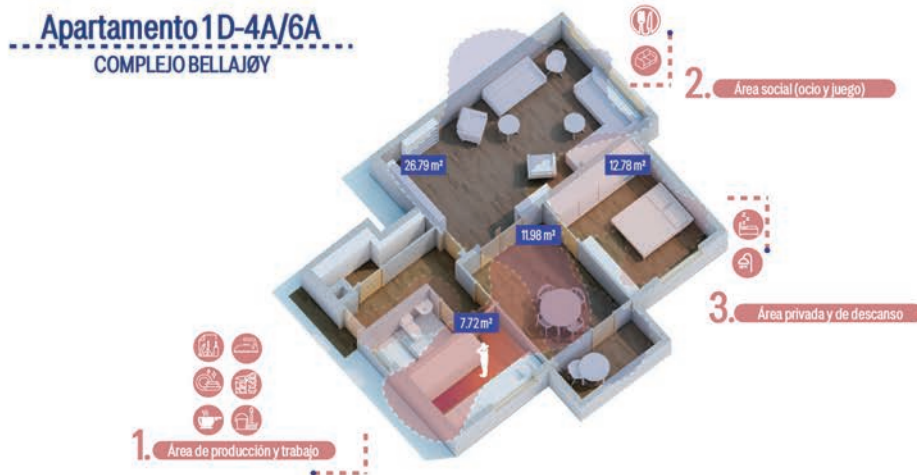 Apartamento 1 D-4A/6A
COMPLEJO BELLAJØY
2. Área social (ocio y juego)
26.79 m²
12.78 m²
11.98 m²
7.72 m²
3. Área privada y de descanso
1. Área de producción y trabajo